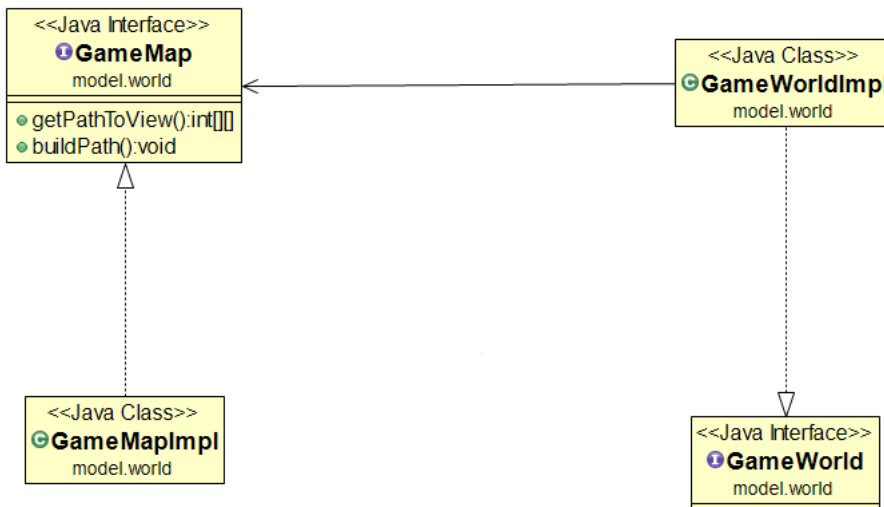 <<Java Interface>>
GameMap
model.world
getPathToView():int[][]
buildPath():void
<<Java Class>>
GameWorldImpl
model.world
<<Java Class>>
GameMapImpl
model.world
<<Java Interface>>
GameWorld
model.world